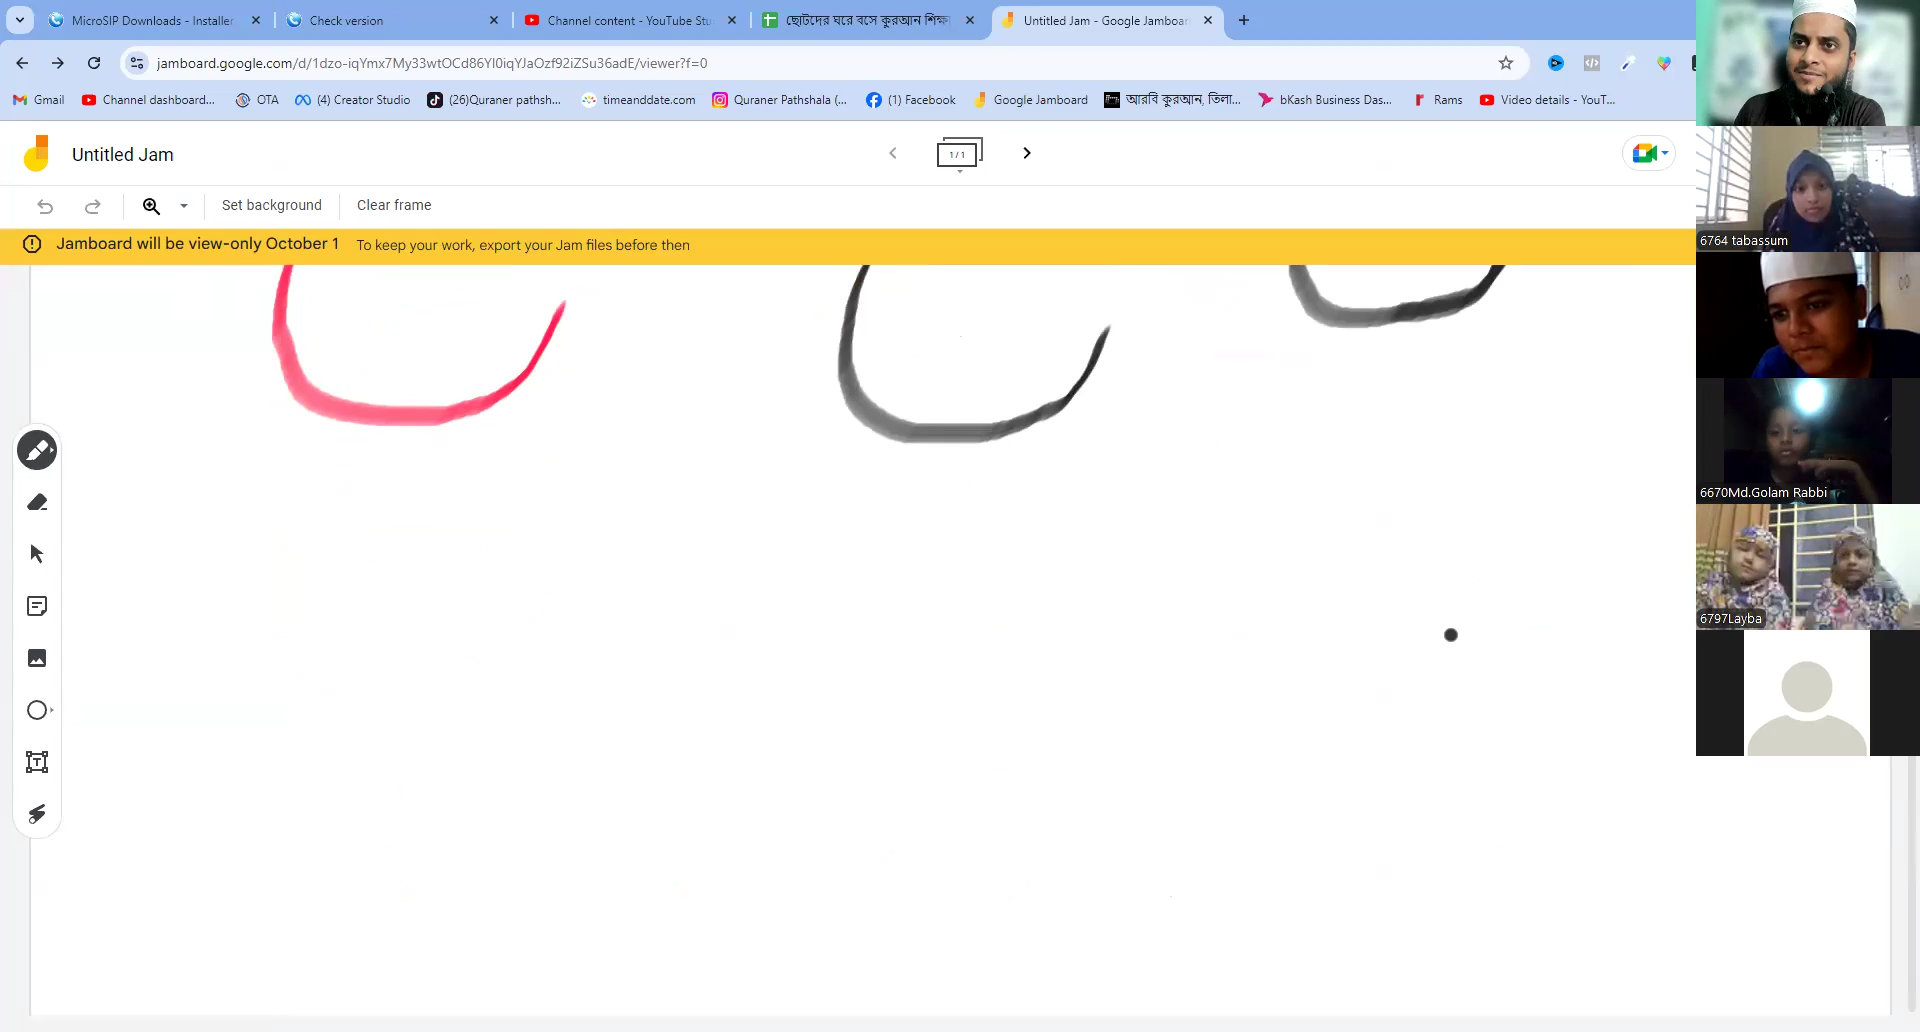 MicroSIP Downloads - Installer
Check version
Channel content - YouTube Stu
ছোটদের ঘরে বসে কুরআন শিক্ষ
Untitled Jam - Google Jamboar
jamboard.google.com/d/1dzo-iqYmx7My33wtOCd86Yl0iqYJaOzf92iZSu36adE/viewer?f=0
Gmail
Channel dashboard...
OTA
(4) Creator Studio
(26)Quraner pathsh...
timeanddate.com
Quraner Pathshala (...
(1) Facebook
Google Jamboard
আরবি কুরআন, তিলা...
bKash Business Das...
Rams
Video details - YouT...
Untitled Jam
1/1
Set background
Clear frame
Jamboard will be view-only October 1 To keep your work, export your Jam files before then
6764 tabassum
6670Md.Golam Rabbi
6797Layba